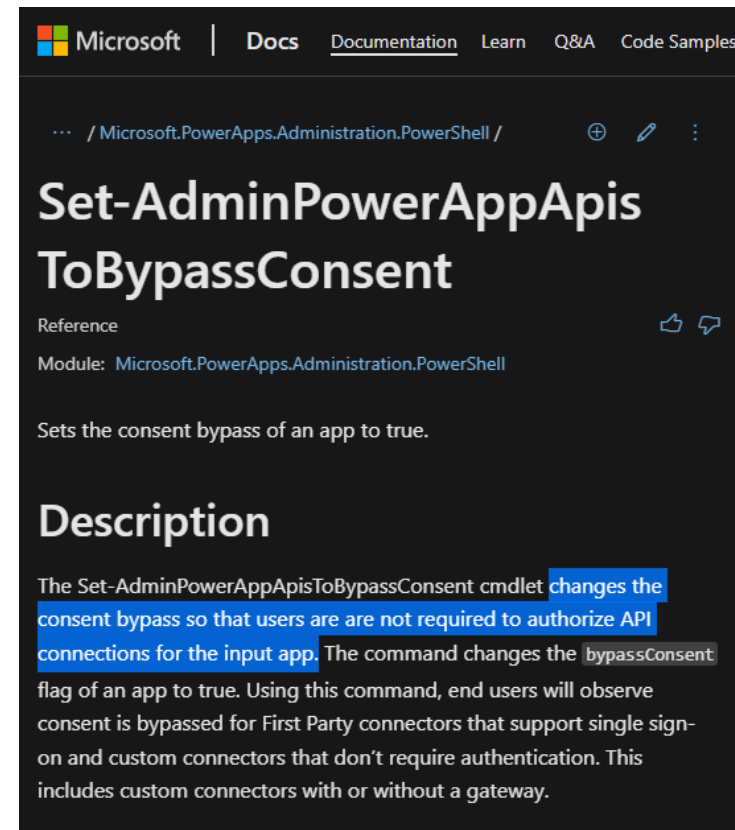 Microsoft | Docs Documentation Learn Q&A Code Samples
··· / Microsoft.PowerApps.Administration.PowerShell /
Set-AdminPowerAppApis
ToBypassConsent
Reference
Module: Microsoft.PowerApps.Administration.PowerShell
Sets the consent bypass of an app to true.
Description
The Set-AdminPowerAppApisToBypassConsent cmdlet changes the
consent bypass so that users are are not required to authorize API
connections for the input app. The command changes the bypassConsent
flag of an app to true. Using this command, end users will observe
consent is bypassed for First Party connectors that support single sign-
on and custom connectors that don’t require authentication. This
includes custom connectors with or without a gateway.